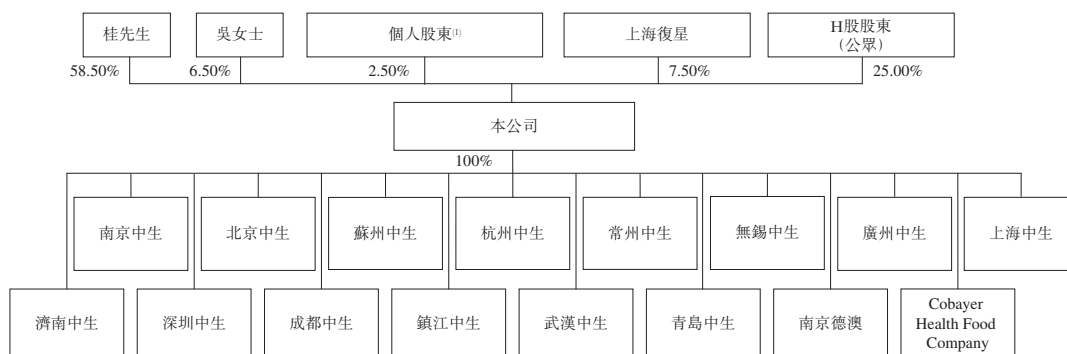 桂先生
吳女士
個人股東(1)
上海復星
H股股東
(公眾)
58.50%
6.50%
2.50%
7.50%
25.00%
本公司
100%
南京中生
北京中生
蘇州中生
杭州中生
常州中生
無錫中生
廣州中生
上海中生
濟南中生
深圳中生
成都中生
鎮江中生
武漢中生
青島中生
南京德澳
Cobayer
Health Food
Company